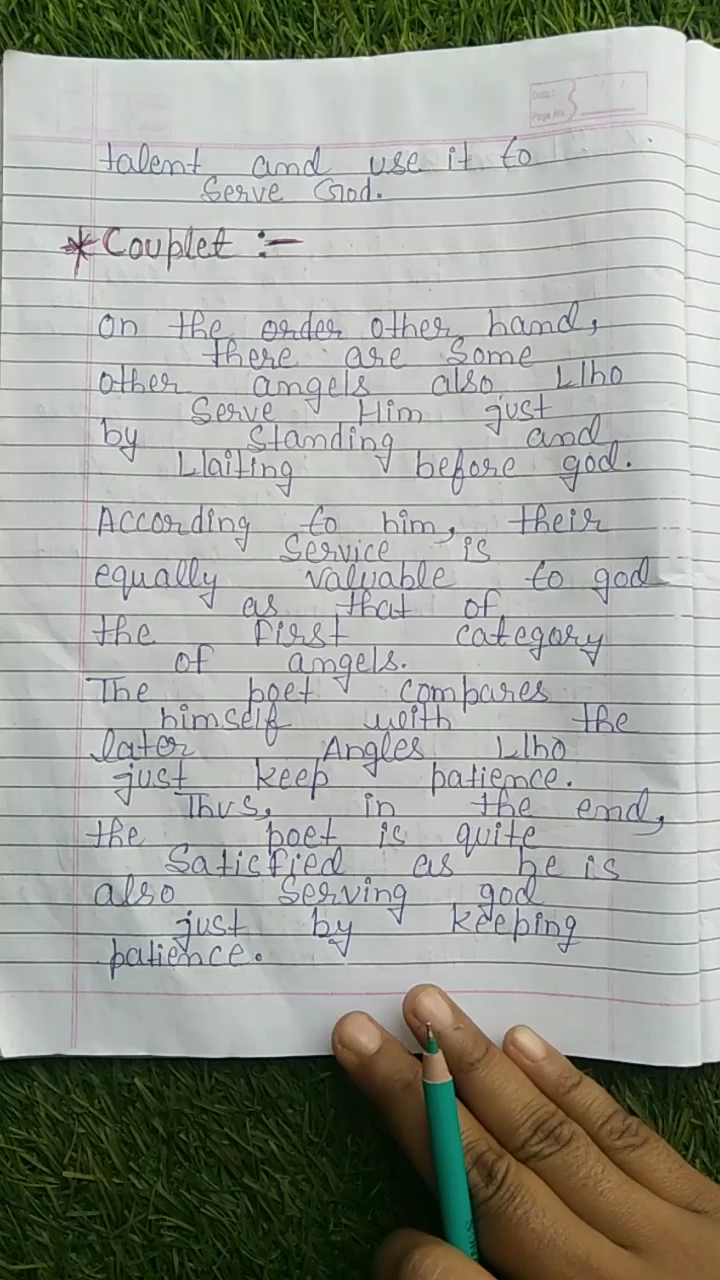 Date:
Page No.
talent and use it to
Serve God.
* Couplet :-
on the order other hand,
there are some
other angels also who
serve Him just
by standing and
waiting before god.
According to him, their
service is
equally valuable to god
as that of
the first category
of angels.
The poet compares
himself with the
later Angles who
just keep patience.
Thus, in the end,
the poet is quite
Saticfied as he is
also serving god
just by keeping
patience.